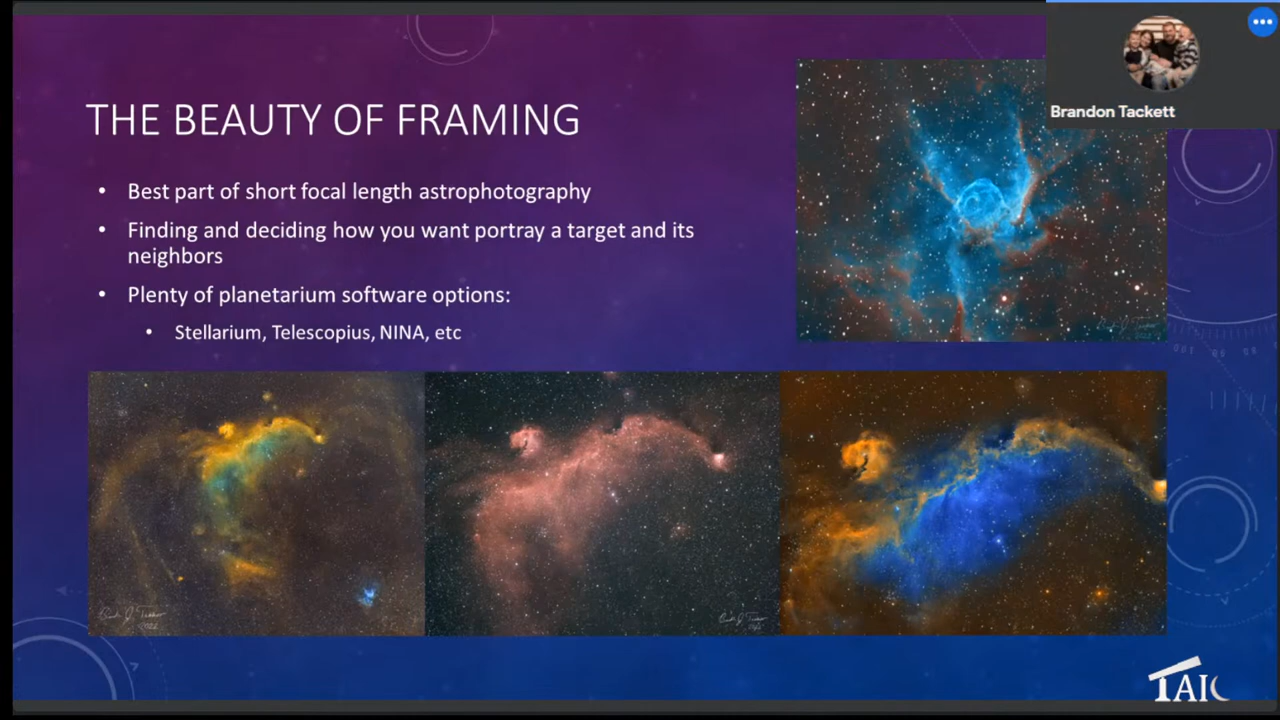 THE BEAUTY OF FRAMING
• Best part of short focal length astrophotography
• Finding and deciding how you want portray a target and its
neighbors
• Plenty of planetarium software options:
• Stellarium, Telescopius, NINA, etc
Brandon Tackett
TAIC